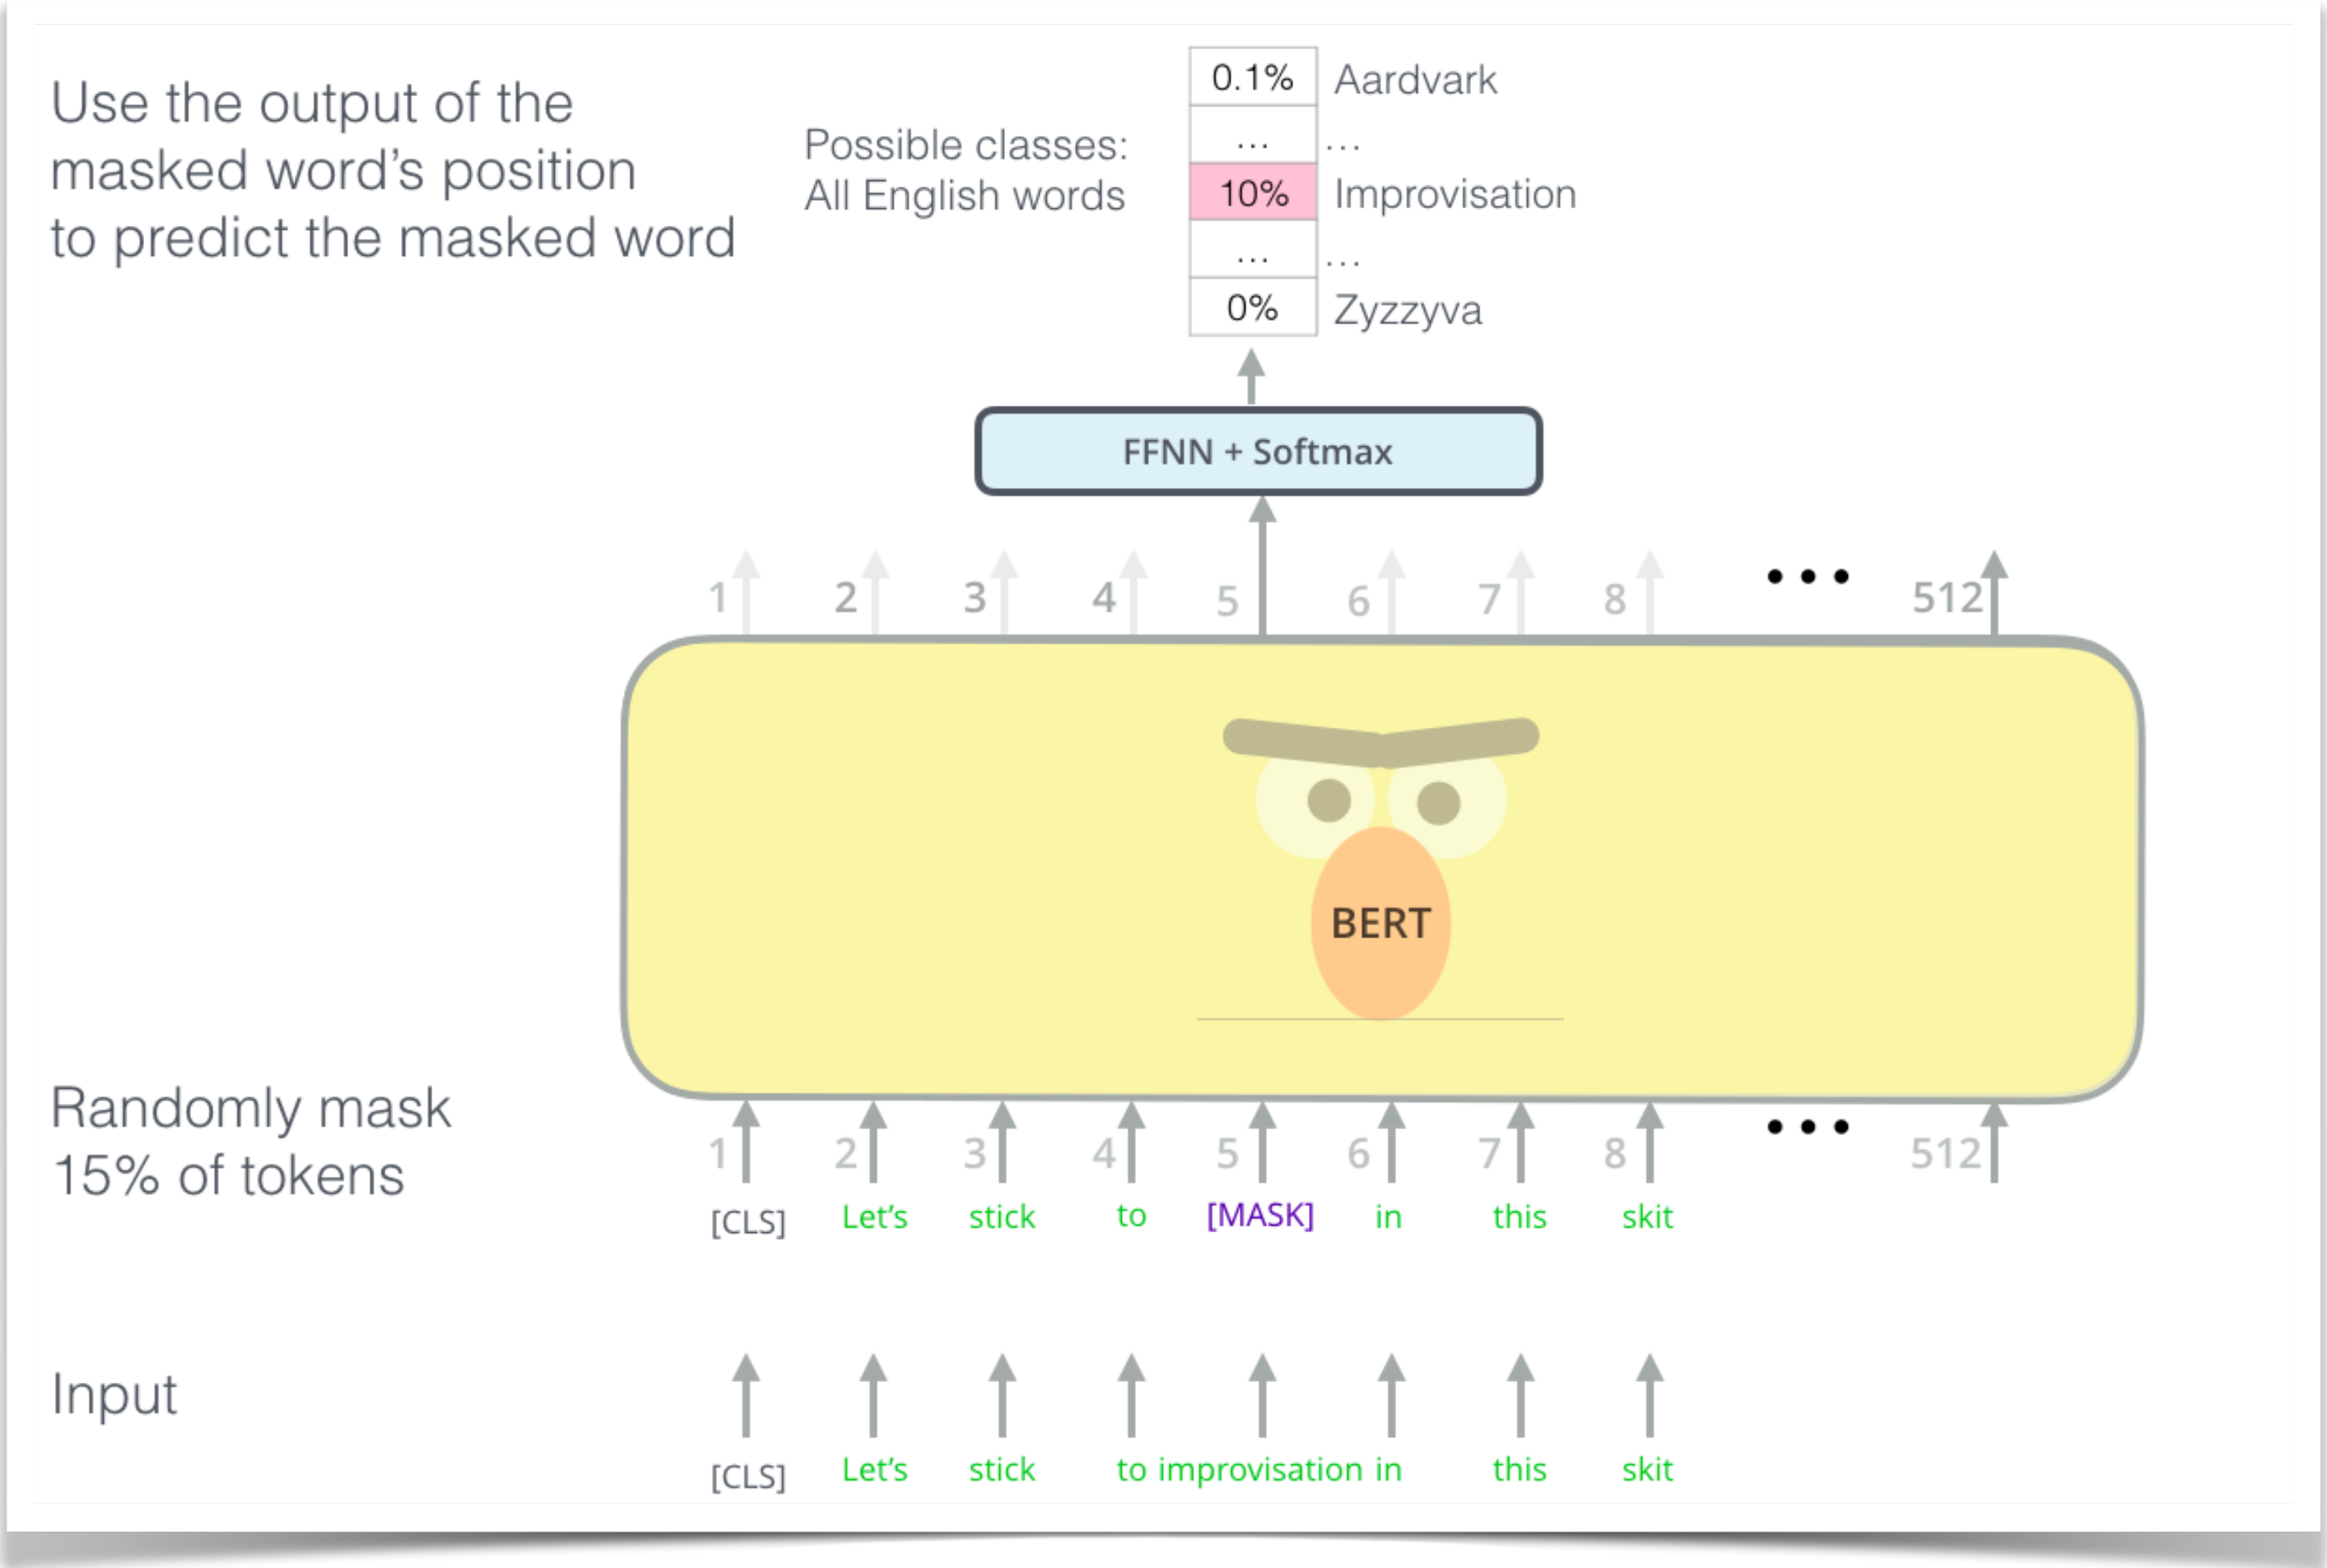 Use the output of the
masked word's position
to predict the masked word
Possible classes:
All English words
0.1% Aardvark
... ...
10% Improvisation
... ...
0% Zyzzyva
FFNN + Softmax
1 2 3 4 5 6 7 8 ••• 512
BERT
Randomly mask
15% of tokens
1 2 3 4 5 6 7 8 ••• 512
[CLS] Let's stick to [MASK] in this skit
Input
[CLS] Let's stick to improvisation in this skit